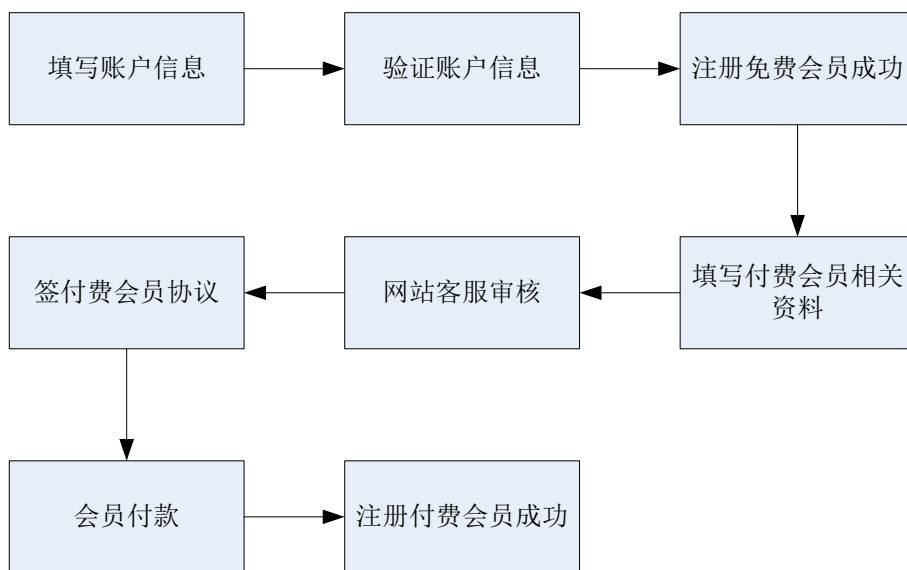 填写账户信息
验证账户信息
注册免费会员成功
填写付费会员相关
资料
网站客服审核
签付费会员协议
会员付款
注册付费会员成功